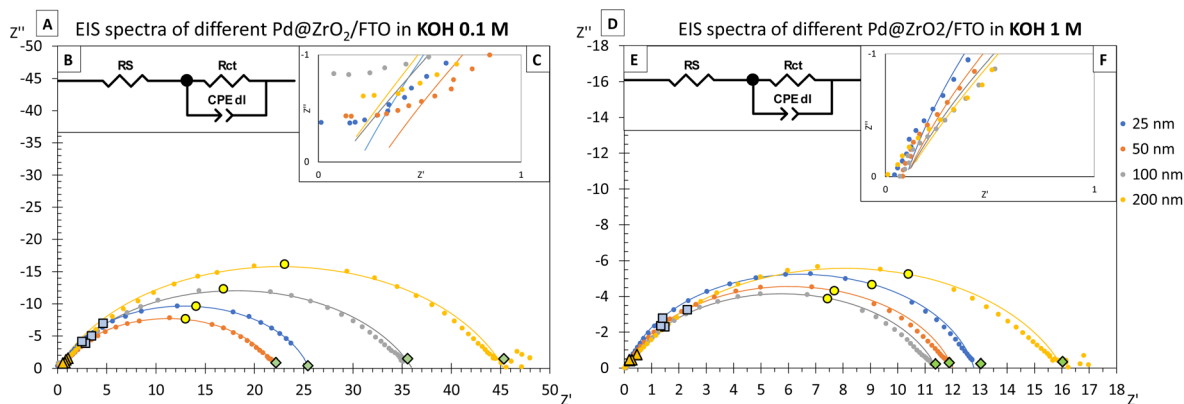 A
EIS spectra of different Pd@ZrO₂/FTO in KOH 0.1 M
Z''
-50
-45
-40
-35
-30
-25
-20
-15
-10
-5
0
0 5 10 15 20 25 30 35 40 45 50
Z'
B
RS
Rct
CPE dl
C
-1
Z''
0
0 Z' 1
D
EIS spectra of different Pd@ZrO2/FTO in KOH 1 M
Z''
-18
-16
-14
-12
-10
-8
-6
-4
-2
0
0 1 2 3 4 5 6 7 8 9 10 11 12 13 14 15 16 17 18
Z'
E
RS
Rct
CPE dl
F
-1
Z''
0
0 Z' 1
25 nm
50 nm
100 nm
200 nm